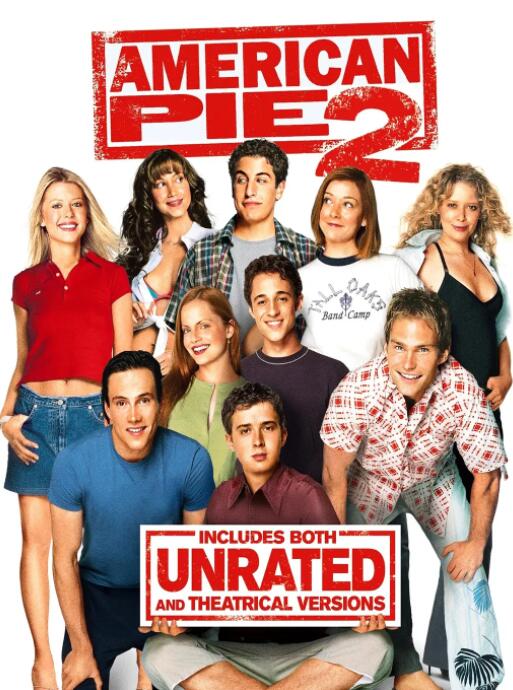 AMERICAN
PIE 2
TALL OAKS
Band Camp
INCLUDES BOTH
UNRATED
AND THEATRICAL VERSIONS